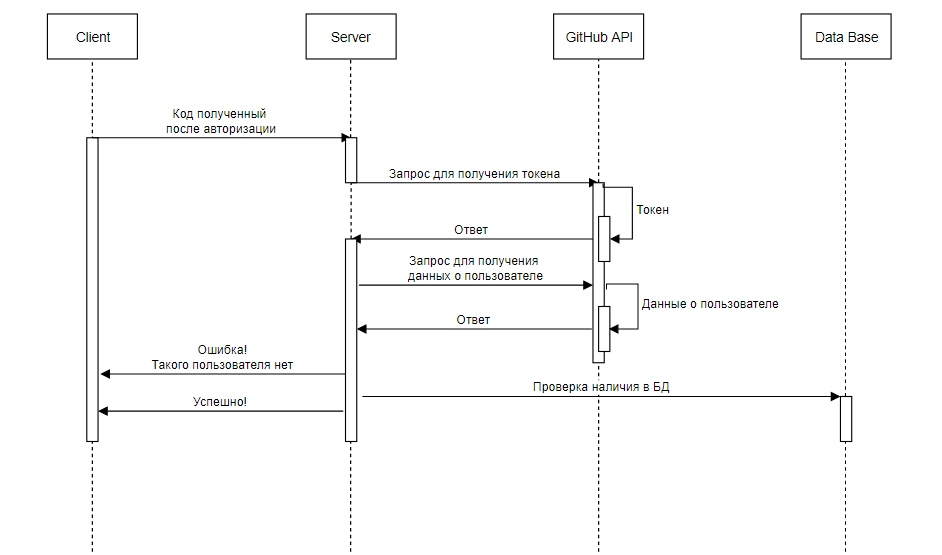 Client
Server
GitHub API
Data Base
Код полученный
после авторизации
Запрос для получения токена
Токен
Ответ
Запрос для получения
данных о пользователе
Данные о пользователе
Ответ
Ошибка!
Такого пользователя нет
Проверка наличия в БД
Успешно!